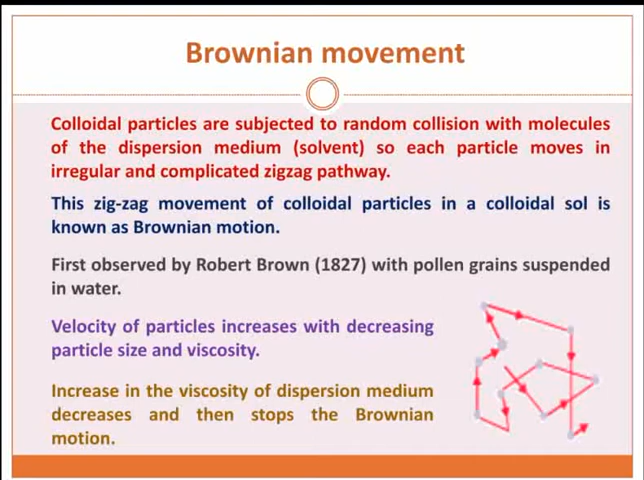 Brownian movement
Colloidal particles are subjected to random collision with molecules
of the dispersion medium (solvent) so each particle moves in
irregular and complicated zigzag pathway.
This zig-zag movement of colloidal particles in a colloidal sol is
known as Brownian motion.
First observed by Robert Brown (1827) with pollen grains suspended
in water.
Velocity of particles increases with decreasing
particle size and viscosity.
Increase in the viscosity of dispersion medium
decreases and then stops the Brownian
motion.